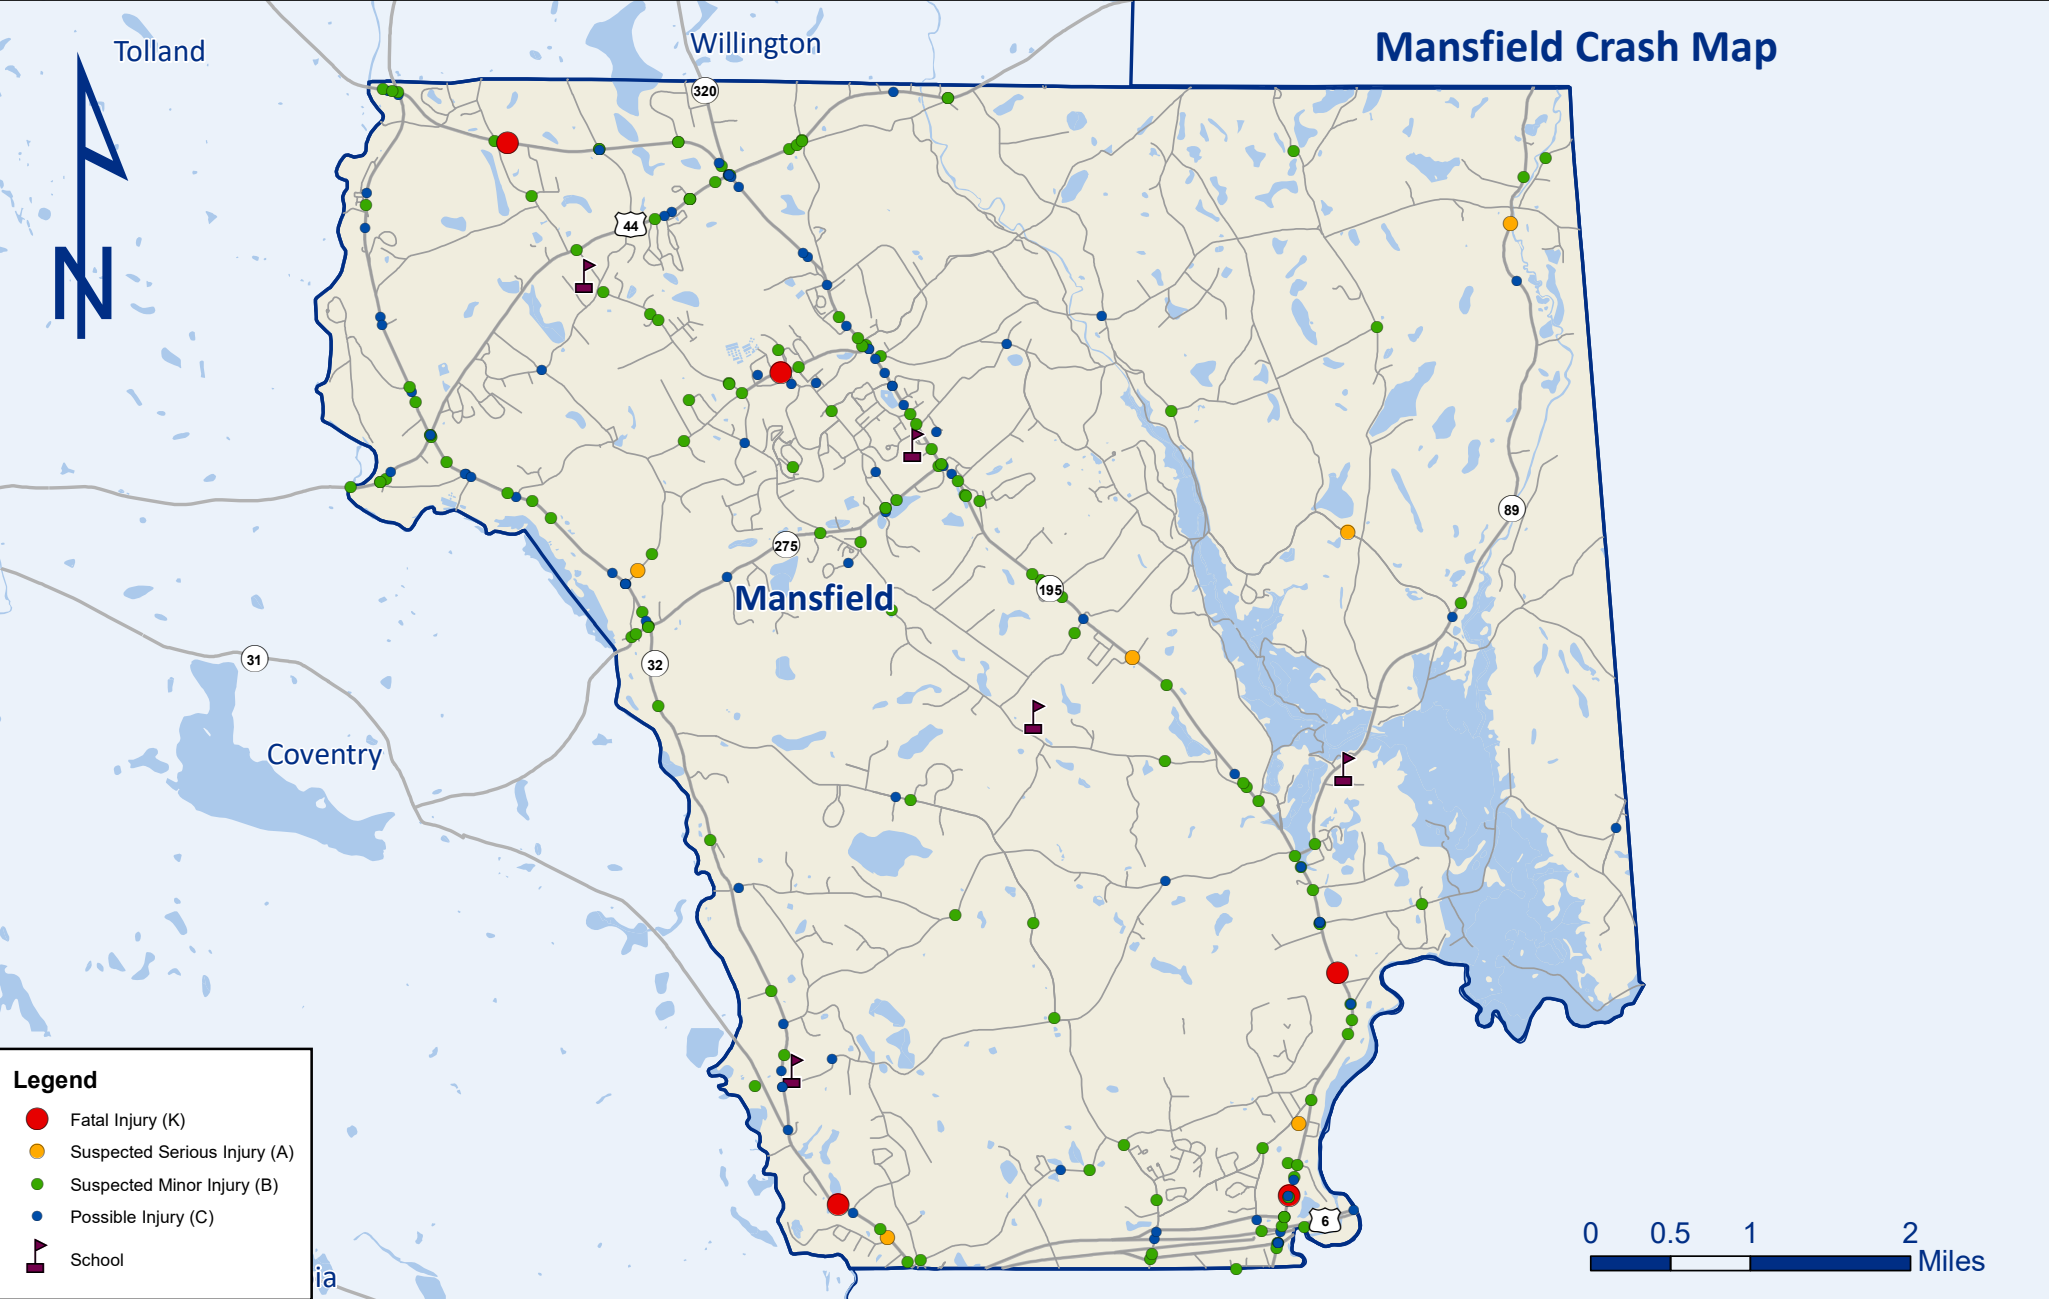 Tolland
Willington
Mansfield Crash Map
320
N
44
89
275
195
Mansfield
31
32
Coventry
Legend
Fatal Injury (K)
Suspected Serious Injury (A)
Suspected Minor Injury (B)
Possible Injury (C)
School
ia
6
0 0.5 1 2
Miles